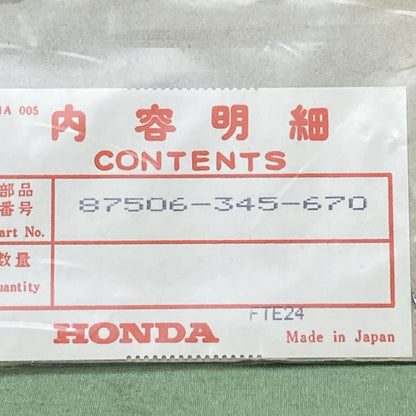 1A 005
内容明細
CONTENTS
部品
番号
art No.
87506-345-670
数量
uantity
FTE24
HONDA
Made in Japan